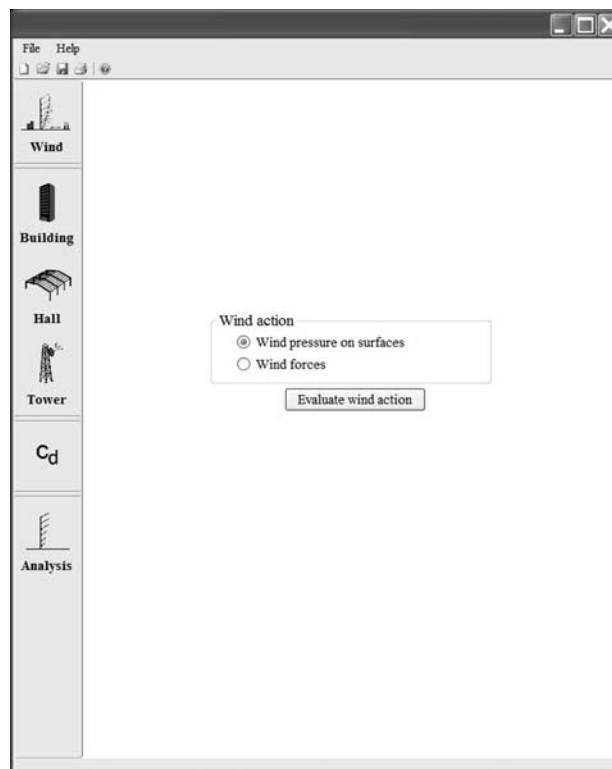 File Help
Wind
Building
Hall
Tower
Cd
Analysis
Wind action
Wind pressure on surfaces
Wind forces
Evaluate wind action